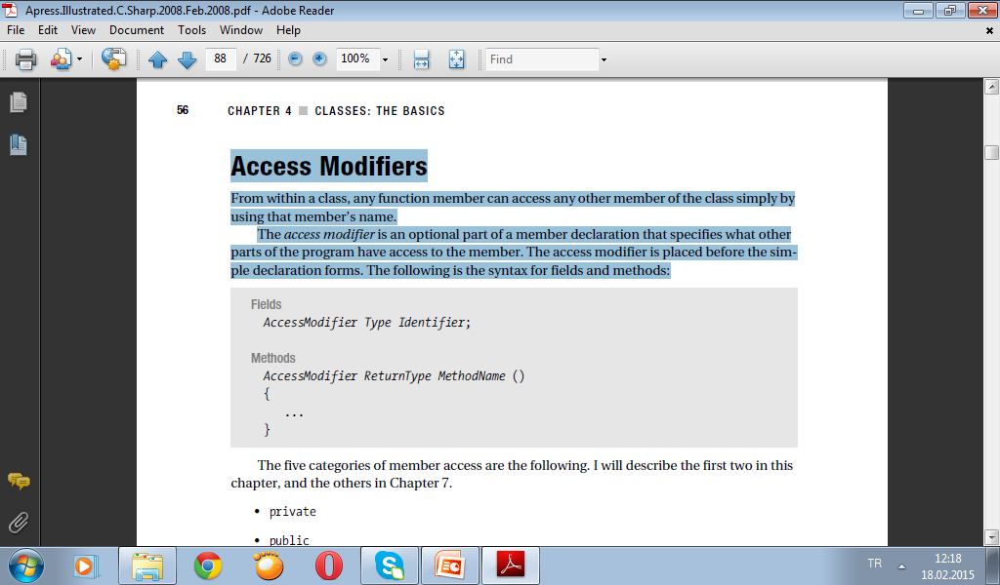 Apress.Illustrated.C.Sharp.2008.Feb.2008.pdf - Adobe Reader
File Edit View Document Tools Window Help
88 / 726 100% Find
56 CHAPTER 4 ■ CLASSES: THE BASICS
Access Modifiers
From within a class, any function member can access any other member of the class simply by
using that member's name.
The access modifier is an optional part of a member declaration that specifies what other
parts of the program have access to the member. The access modifier is placed before the sim-
ple declaration forms. The following is the syntax for fields and methods:
Fields
AccessModifier Type Identifier;
Methods
AccessModifier ReturnType MethodName ()
{
...
}
The five categories of member access are the following. I will describe the first two in this
chapter, and the others in Chapter 7.
• private
• public
TR 12:18
18.02.2015